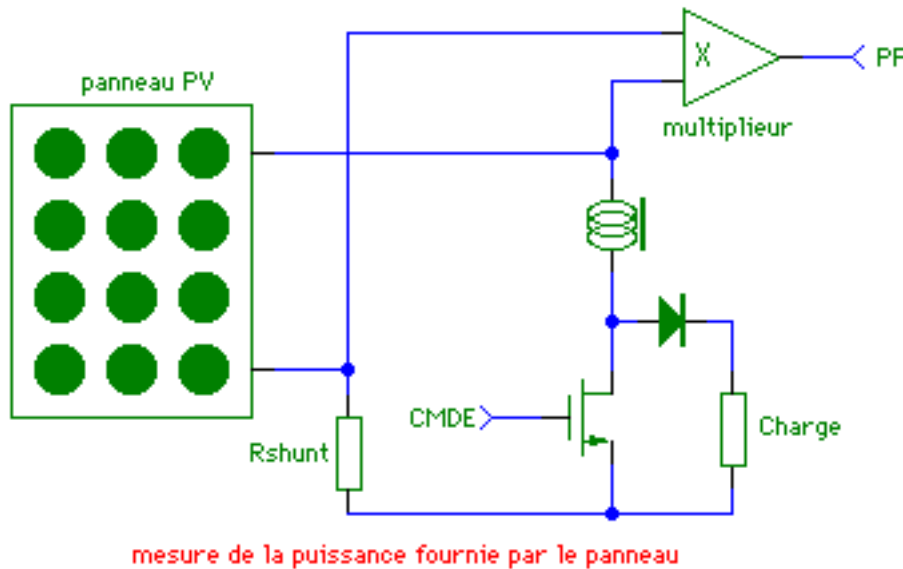 panneau PV
X
PP
multiplieur
CMDE
Rshunt
Charge
mesure de la puissance fournie par le panneau